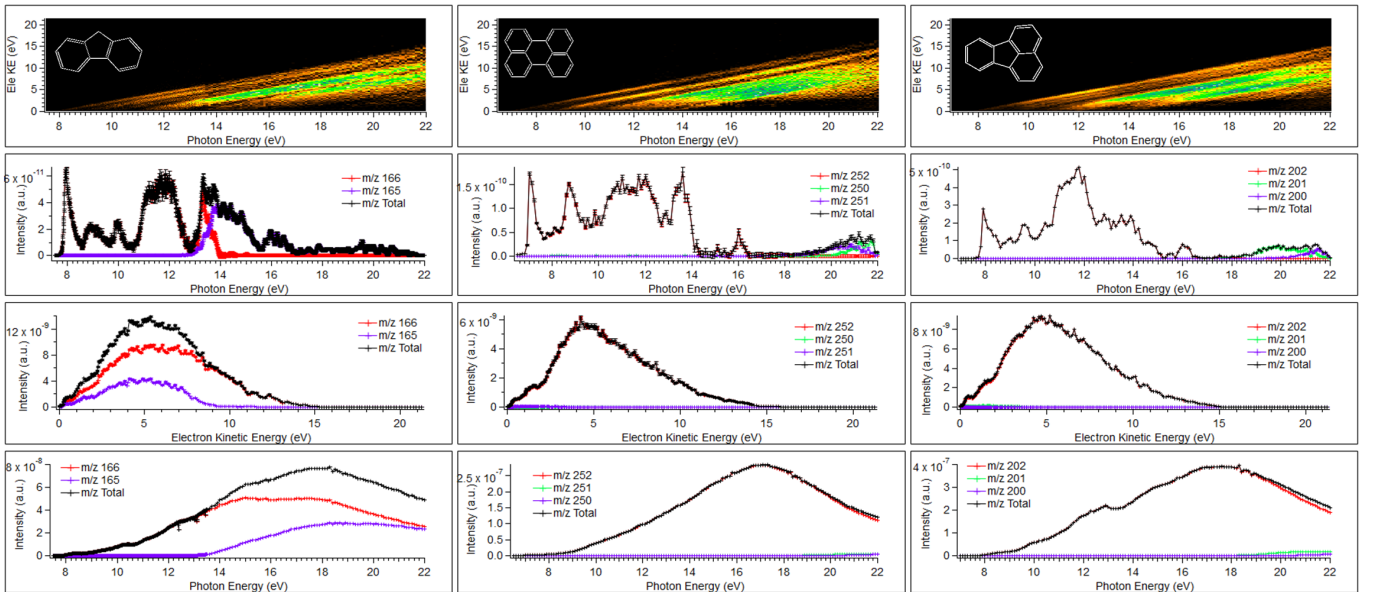 20
15
10
5
0
Ele KE (eV)
8 10 12 14 16 18 20 22
Photon Energy (eV)
20
15
10
5
0
Ele KE (eV)
8 10 12 14 16 18 20 22
Photon Energy (eV)
20
15
10
5
0
Ele KE (eV)
8 10 12 14 16 18 20 22
Photon Energy (eV)
6 x 10⁻¹¹
4
2
0
Intensity (a.u.)
m/z 166
m/z 165
m/z Total
8 10 12 14 16 18 20 22
Photon Energy (eV)
1.5 x 10⁻¹⁰
1.0
0.5
0.0
Intensity (a.u.)
m/z 252
m/z 250
m/z 251
m/z Total
8 10 12 14 16 18 20 22
Photon Energy (eV)
5 x 10⁻¹⁰
4
3
2
1
0
Intensity (a.u.)
m/z 202
m/z 201
m/z 200
m/z Total
8 10 12 14 16 18 20 22
Photon Energy (eV)
12 x 10⁻⁹
8
4
0
Intensity (a.u.)
m/z 166
m/z 165
m/z Total
0 5 10 15 20
Electron Kinetic Energy (eV)
6 x 10⁻⁹
4
2
0
Intensity (a.u.)
m/z 252
m/z 250
m/z 251
m/z Total
0 5 10 15 20
Electron Kinetic Energy (eV)
8 x 10⁻⁹
6
4
2
0
Intensity (a.u.)
m/z 202
m/z 201
m/z 200
m/z Total
0 5 10 15 20
Electron Kinetic Energy (eV)
8 x 10⁻⁸
6
4
2
0
Intensity (a.u.)
m/z 166
m/z 165
m/z Total
8 10 12 14 16 18 20 22
Photon Energy (eV)
2.5 x 10⁻⁷
2.0
1.5
1.0
0.5
0.0
Intensity (a.u.)
m/z 252
m/z 251
m/z 250
m/z Total
8 10 12 14 16 18 20 22
Photon Energy (eV)
4 x 10⁻⁷
3
2
1
0
Intensity (a.u.)
m/z 202
m/z 201
m/z 200
m/z Total
8 10 12 14 16 18 20 22
Photon Energy (eV)